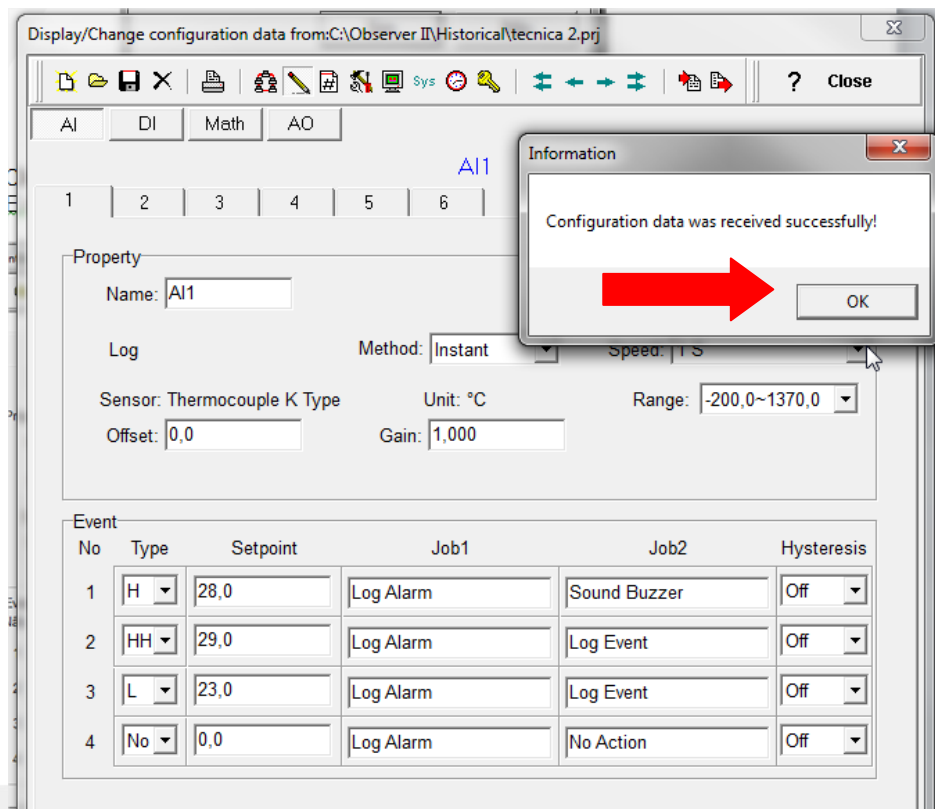 Display/Change configuration data from:C:\Observer II\Historical\tecnica 2.prj
Sys ? Close
AI DI Math AO
AI1
1 2 3 4 5 6
Information
Configuration data was received successfully!
OK
Property
Name: AI1
Log Method: Instant Speed: 1 S
Sensor: Thermocouple K Type Unit: °C Range: -200,0~1370,0
Offset: 0,0 Gain: 1,000
Event
No Type Setpoint Job1 Job2 Hysteresis
1 H 28,0 Log Alarm Sound Buzzer Off
2 HH 29,0 Log Alarm Log Event Off
3 L 23,0 Log Alarm Log Event Off
4 No 0,0 Log Alarm No Action Off